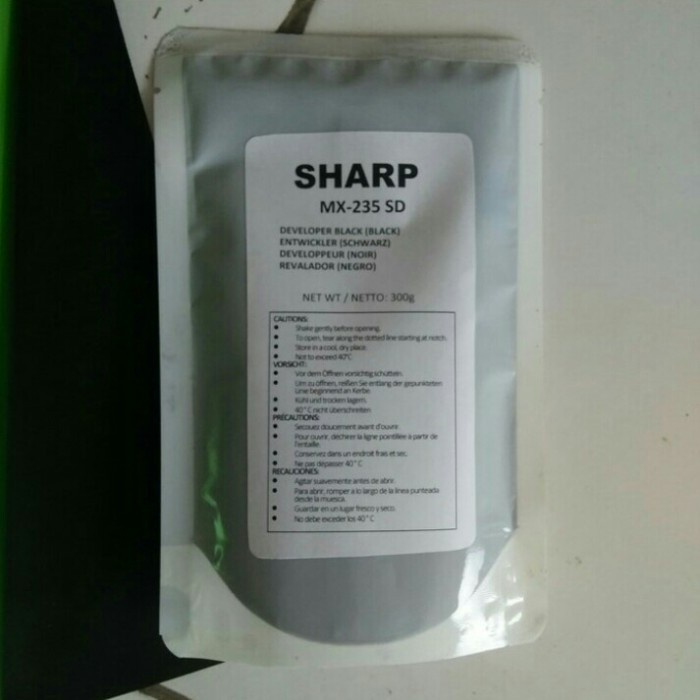 SHARP
MX-235 SD
DEVELOPER BLACK (BLACK)
ENTWICKLER (SCHWARZ)
DEVELOPPEUR (NOIR)
REVALADOR (NEGRO)
NET WT / NETTO: 300g
CAUTIONS:
Shake gently before opening.
To open, tear along the dotted line starting at notch.
Store in a cool, dry place.
Not to exceed 40°C
VORSICHT:
Vor dem Öffnen vorsichtig schütteln.
Um zu öffnen, reißen Sie entlang der gepunkteten
Linie beginnend an Kerbe.
Kühl und trocken lagern.
40 ° C nicht überschreiten
PRÉCAUTIONS:
Secouez doucement avant d'ouvrir.
Pour ouvrir, déchirer la ligne pointillée à partir de
l'entaille.
Conservez dans un endroit frais et sec.
Ne pas dépasser 40 ° C
RECAUCIONES:
Agitar suavemente antes de abrir.
Para abrir, romper a lo largo de la línea punteada
desde la muesca.
Guardar en un lugar fresco y seco.
No debe exceder los 40 ° C